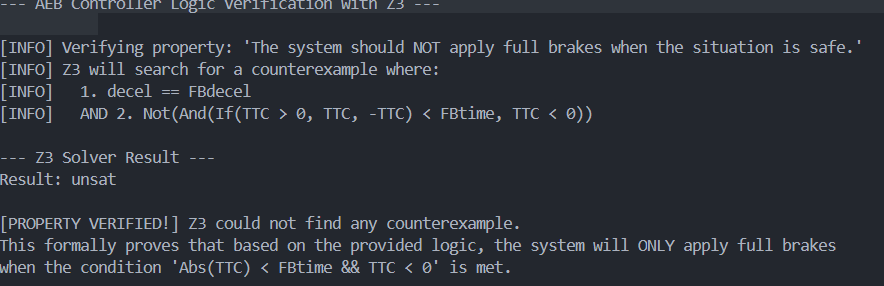 --- AEB Controller Logic Verification with Z3 ---
[INFO] Verifying property: 'The system should NOT apply full brakes when the situation is safe.'
[INFO] Z3 will search for a counterexample where:
[INFO]   1. decel == FBdecel
[INFO]   AND 2. Not(And(If(TTC > 0, TTC, -TTC) < FBtime, TTC < 0))
--- Z3 Solver Result ---
Result: unsat
[PROPERTY VERIFIED!] Z3 could not find any counterexample.
This formally proves that based on the provided logic, the system will ONLY apply full brakes
when the condition 'Abs(TTC) < FBtime && TTC < 0' is met.